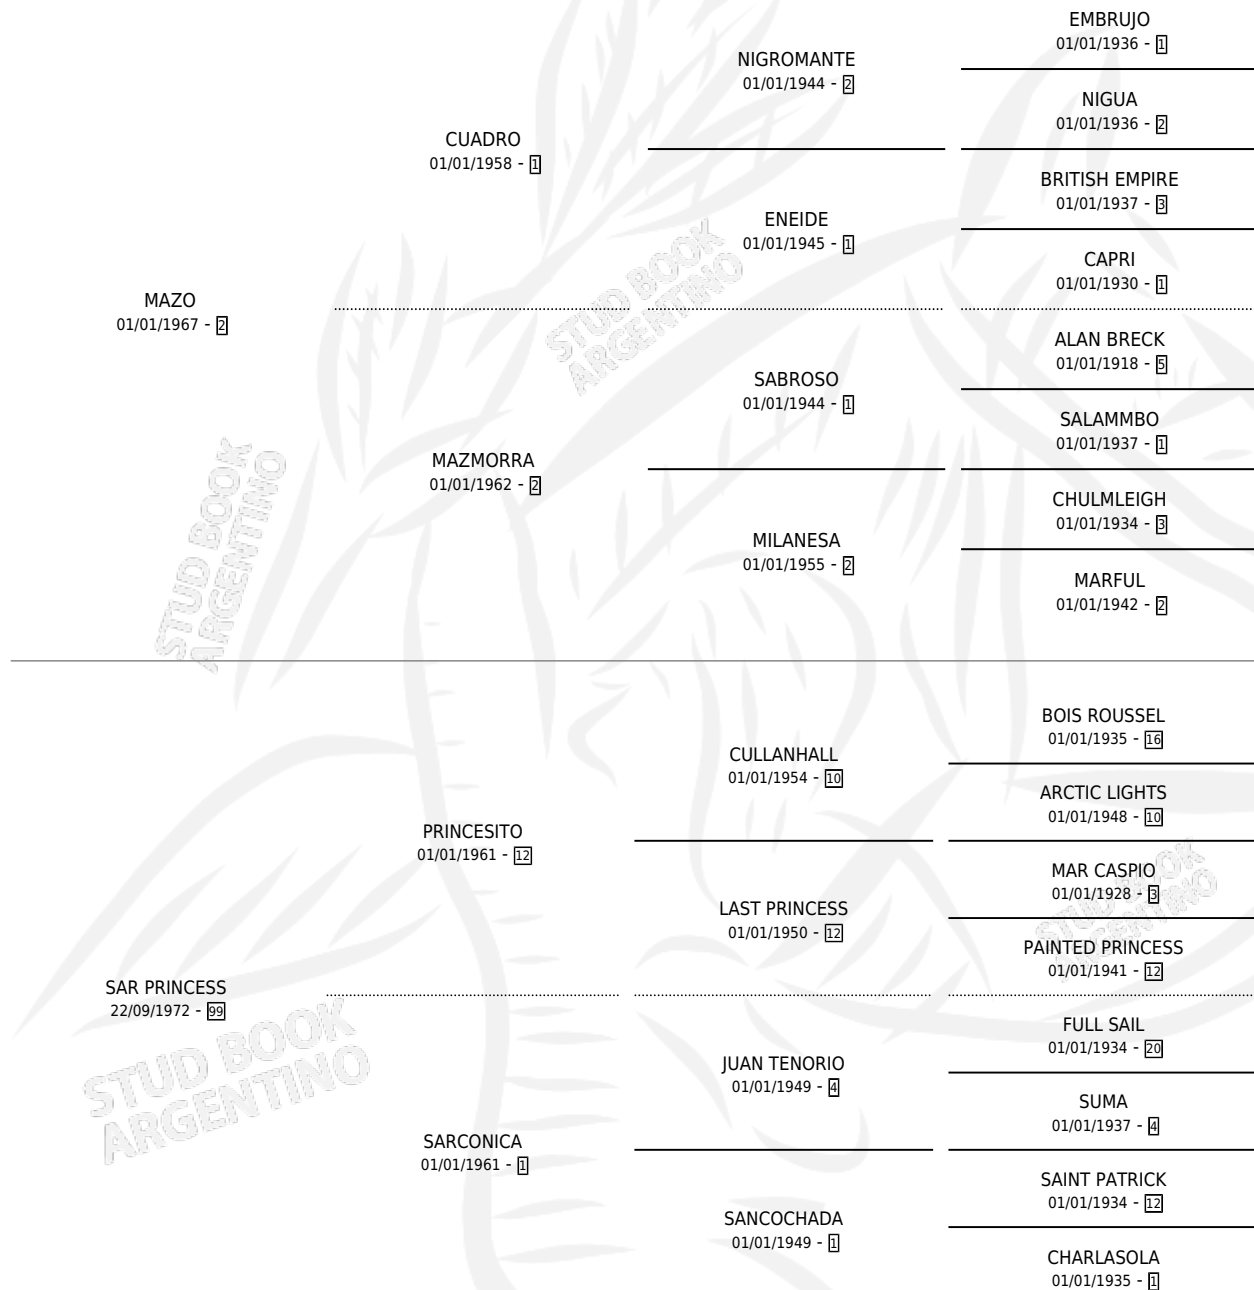 EMBRUJO
01/01/1936 - 1
NIGROMANTE
01/01/1944 - 2
NIGUA
01/01/1936 - 2
CUADRO
01/01/1958 - 1
BRITISH EMPIRE
01/01/1937 - 3
ENEIDE
01/01/1945 - 1
CAPRI
01/01/1930 - 1
MAZO
01/01/1967 - 2
ALAN BRECK
01/01/1918 - 5
SABROSO
01/01/1944 - 1
SALAMMBO
01/01/1937 - 1
MAZMORRA
01/01/1962 - 2
CHULMLEIGH
01/01/1934 - 3
MILANESA
01/01/1955 - 2
MARFUL
01/01/1942 - 2
BOIS ROUSSEL
01/01/1935 - 16
CULLANHALL
01/01/1954 - 10
ARCTIC LIGHTS
01/01/1948 - 10
PRINCESITO
01/01/1961 - 12
MAR CASPIO
01/01/1928 - 3
LAST PRINCESS
01/01/1950 - 12
PAINTED PRINCESS
01/01/1941 - 12
SAR PRINCESS
22/09/1972 - 99
FULL SAIL
01/01/1934 - 20
JUAN TENORIO
01/01/1949 - 4
SUMA
01/01/1937 - 4
SARCONICA
01/01/1961 - 1
SAINT PATRICK
01/01/1934 - 12
SANCOCHADA
01/01/1949 - 1
CHARLASOLA
01/01/1935 - 1
STUD BOOK
ARGENTINO
STUD BOOK
ARGENTINO
STUD BOOK
ARGENTINO
STUD BOOK
ARGENTINO